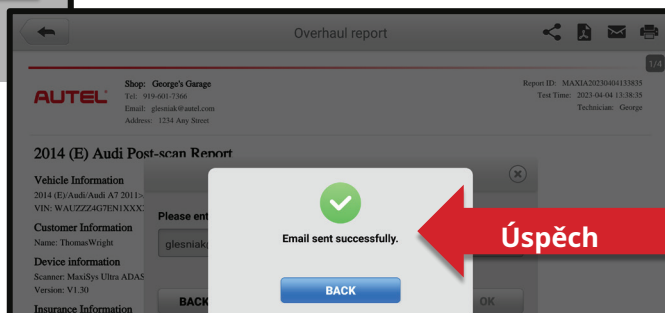 Overhaul report
1/4
AUTEL
Shop: George's Garage
Tel: 919-601-7366
Email: glesniak@autel.com
Address: 1234 Any Street
Report ID: MAXIA20230404133835
Test Time: 2023-04-04 13:38:35
Technician: George
2014 (E) Audi Post-scan Report
Vehicle Information
2014 (E)/Audi/Audi A7 2011>
VIN: WAUZZZ4G7EN1XXX
Customer Information
Name: ThomasWright
Device information
Scanner: MaxiSys Ultra ADAS
Version: V1.30
Insurance Information
Please ent
glesniak
BACK
OK
Email sent successfully.
BACK
Úspěch